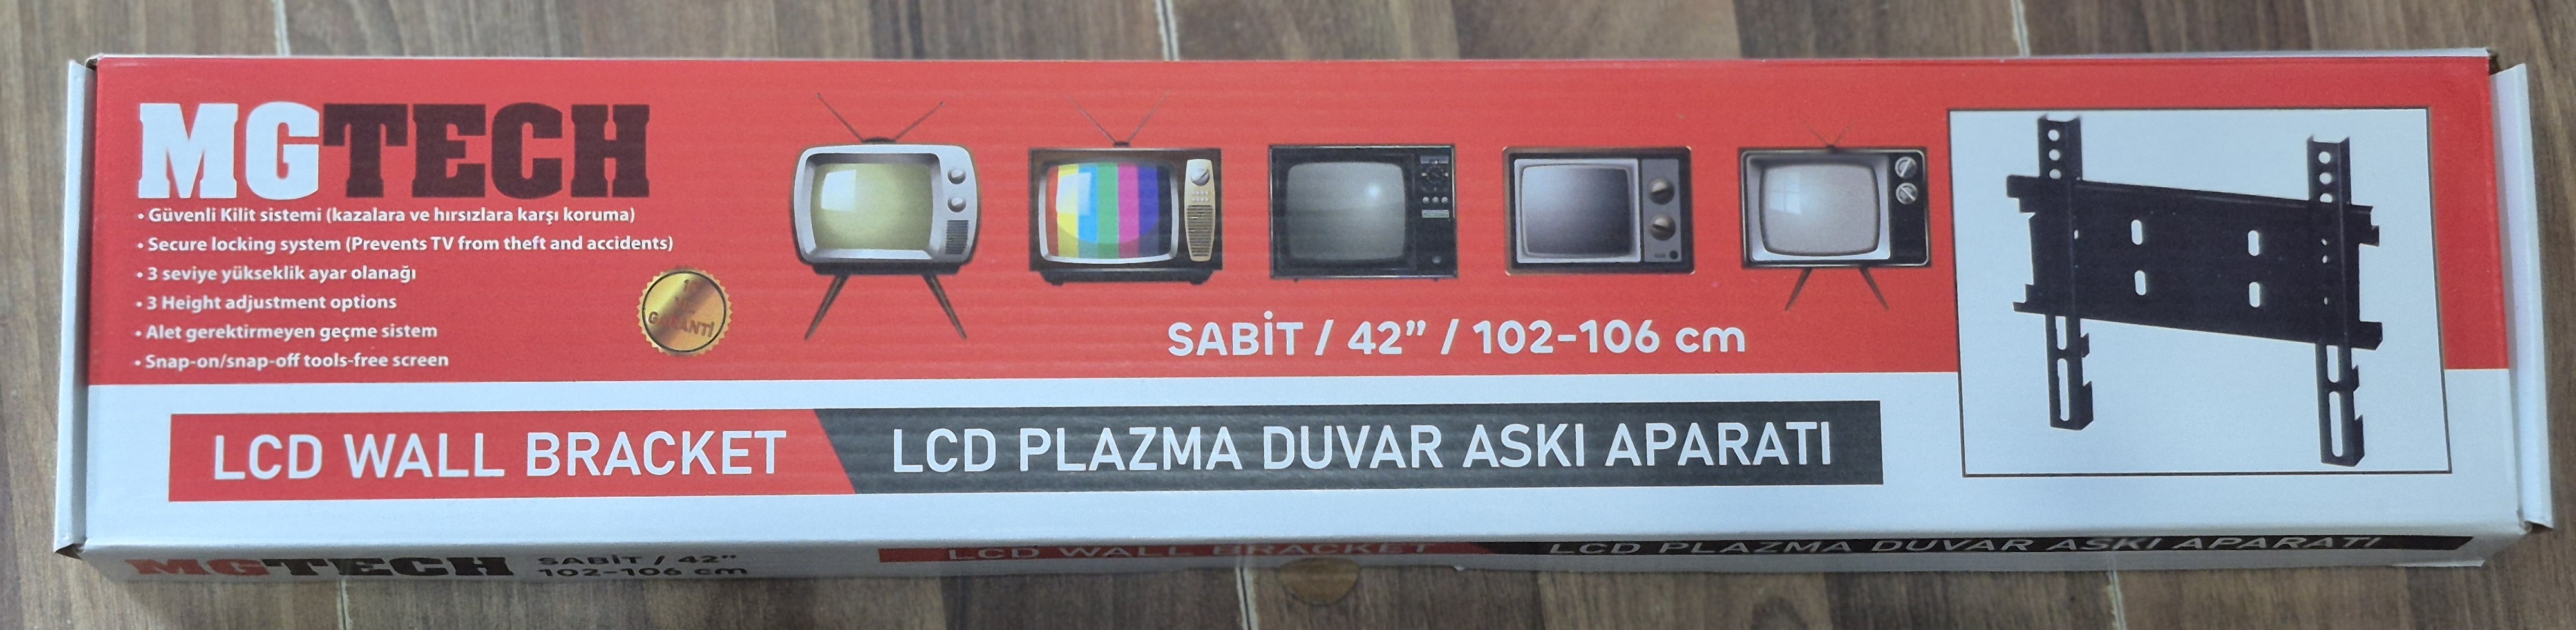 MGTECH
• Güvenli Kilit sistemi (kazalara ve hırsızlara karşı koruma)
• Secure locking system (Prevents TV from theft and accidents)
• 3 seviye yükseklik ayar olanağı
• 3 Height adjustment options
• Alet gerektirmeyen geçme sistem
• Snap-on/snap-off tools-free screen
GARANTİ
SABİT / 42” / 102-106 cm
LCD WALL BRACKET
LCD PLAZMA DUVAR ASKI APARATI
MGTECH
SABİT / 42”
102-106 cm
LCD WALL BRACKET
LCD PLAZMA DUVAR ASKI APARATI